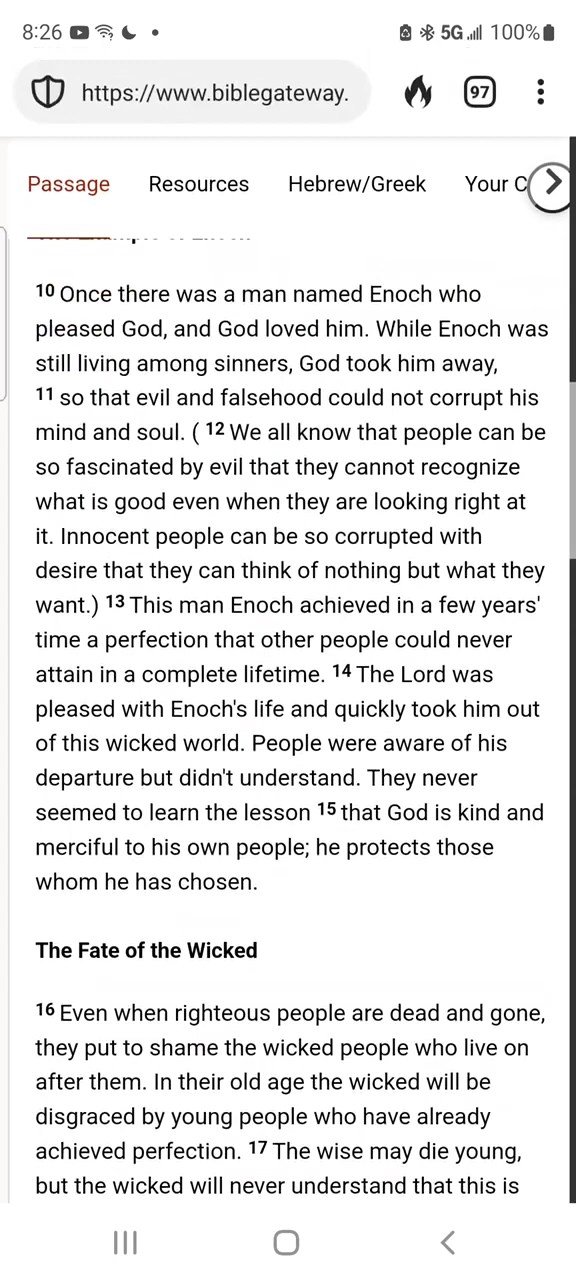 8:26 5G 100%
https://www.biblegateway. 97
Passage Resources Hebrew/Greek Your C
10 Once there was a man named Enoch who
pleased God, and God loved him. While Enoch was
still living among sinners, God took him away,
11 so that evil and falsehood could not corrupt his
mind and soul. ( 12 We all know that people can be
so fascinated by evil that they cannot recognize
what is good even when they are looking right at
it. Innocent people can be so corrupted with
desire that they can think of nothing but what they
want.) 13 This man Enoch achieved in a few years'
time a perfection that other people could never
attain in a complete lifetime. 14 The Lord was
pleased with Enoch's life and quickly took him out
of this wicked world. People were aware of his
departure but didn't understand. They never
seemed to learn the lesson 15 that God is kind and
merciful to his own people; he protects those
whom he has chosen.
The Fate of the Wicked
16 Even when righteous people are dead and gone,
they put to shame the wicked people who live on
after them. In their old age the wicked will be
disgraced by young people who have already
achieved perfection. 17 The wise may die young,
but the wicked will never understand that this is